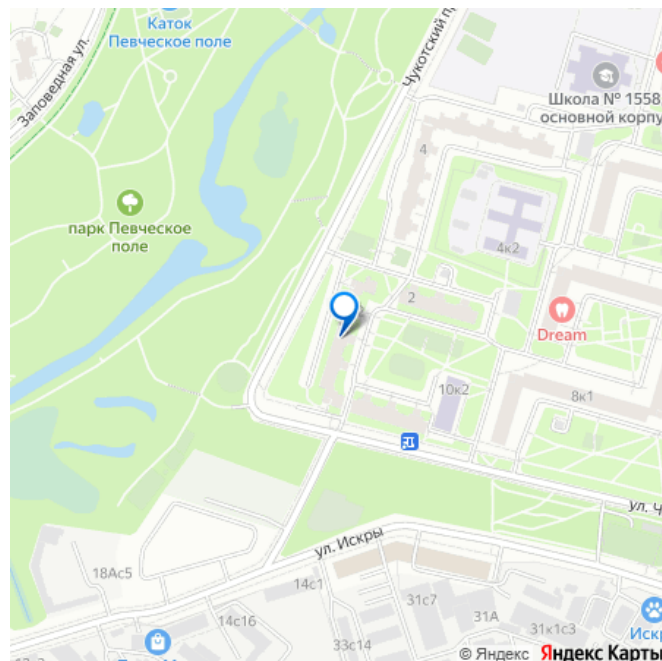 Каток
Певческое поле
Заповедная ул.
Чукотский п
Школа № 1558
основной корпу
4
парк Певческое
поле
4к2
2
Dream
10к2
8к1
ул. Ч
ул. Искры
18Ас5
14с1
31с7
14с16
31А
33с14
31к1с3
Иск
© Яндекс Яндекс Карты